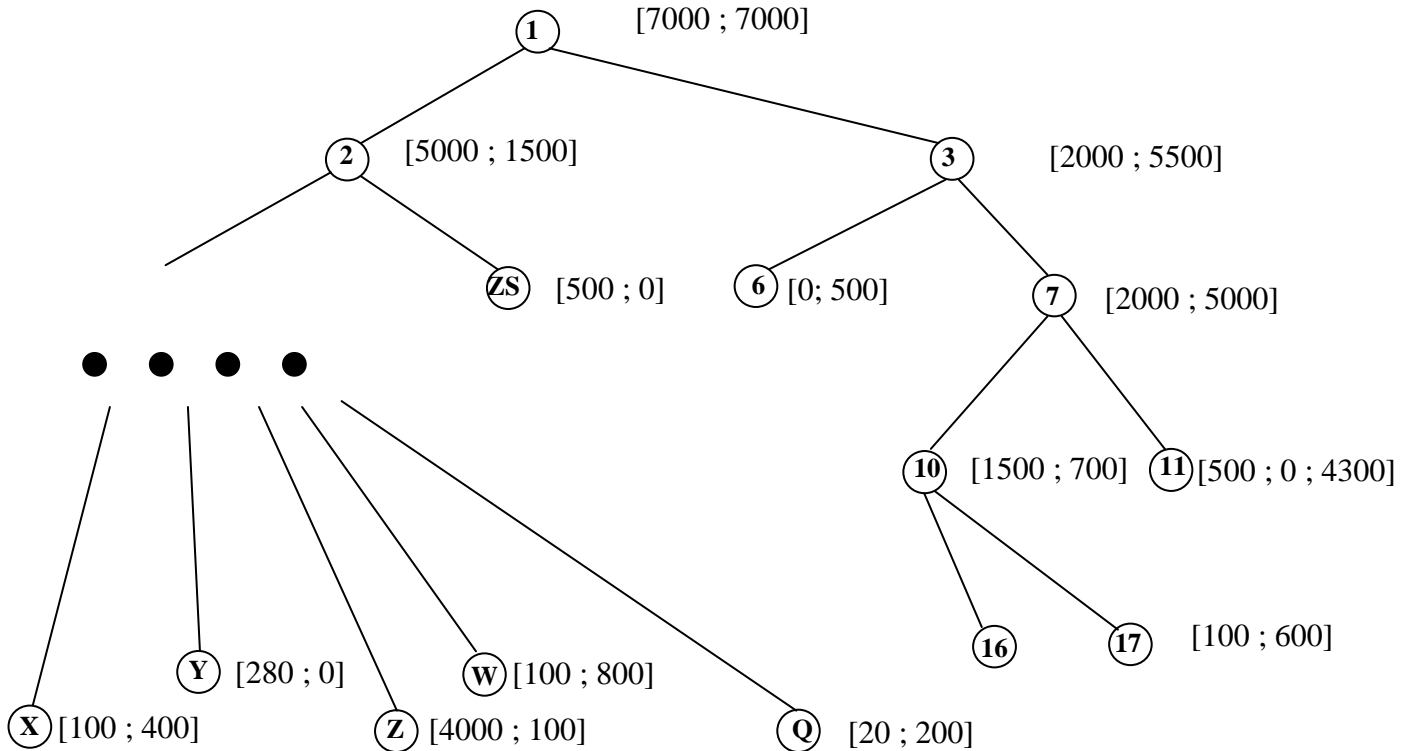 1 [7000 ; 7000]
2 [5000 ; 1500] 3 [2000 ; 5500]
ZS [500 ; 0] 6 [0; 500] 7 [2000 ; 5000]
10 [1500 ; 700] 11 [500 ; 0 ; 4300]
16 17 [100 ; 600]
Y [280 ; 0] W [100 ; 800]
X [100 ; 400] Z [4000 ; 100] Q [20 ; 200]